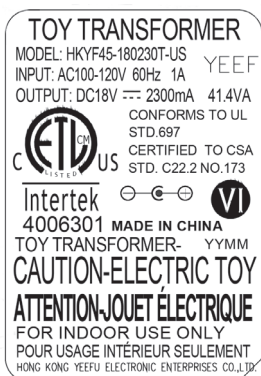 TOY TRANSFORMER
MODEL: HKYF45-180230T-US
YEEF
INPUT: AC100-120V 60Hz 1A
OUTPUT: DC18V ⎓ 2300mA 41.4VA
CONFORMS TO UL
STD.697
CERTIFIED TO CSA
STD. C22.2 NO.173
C ETL CM US
LISTED
Intertek
VI
4006301 MADE IN CHINA
TOY TRANSFORMER- YYMM
CAUTION-ELECTRIC TOY
ATTENTION-JOUET ÉLECTRIQUE
FOR INDOOR USE ONLY
POUR USAGE INTÉRIEUR SEULEMENT
HONG KONG YEEFU ELECTRONIC ENTERPRISES CO.,LTD.